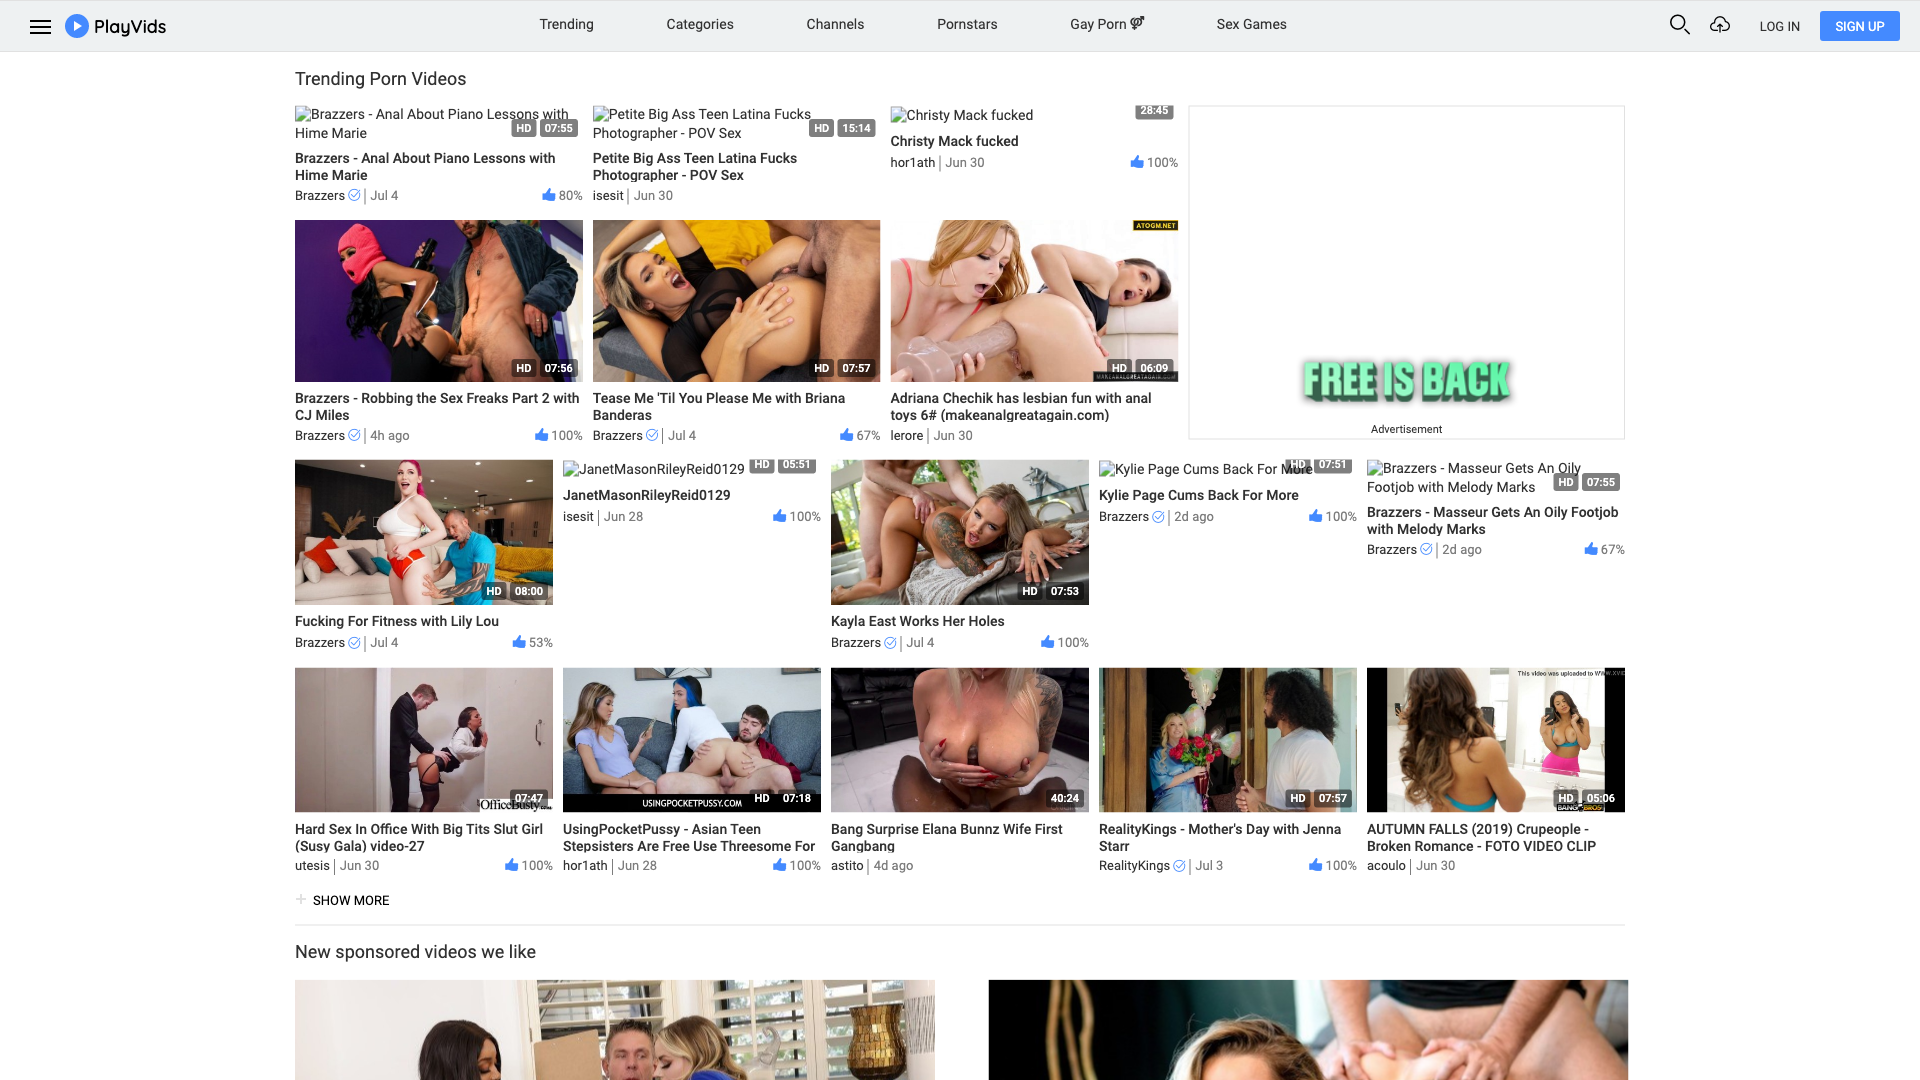 PlayVids
Trending
Categories
Channels
Pornstars
Gay Porn
Sex Games
LOG IN
SIGN UP
Trending Porn Videos
Brazzers - Anal About Piano Lessons with
Hime Marie
HD 07:55
Brazzers - Anal About Piano Lessons with
Hime Marie
Brazzers | Jul 4
80%
Petite Big Ass Teen Latina Fucks
Photographer - POV Sex
HD 15:14
Petite Big Ass Teen Latina Fucks
Photographer - POV Sex
isesit | Jun 30
Christy Mack fucked
28:45
Christy Mack fucked
hor1ath | Jun 30
100%
FREE IS BACK
Advertisement
HD 07:56
Brazzers - Robbing the Sex Freaks Part 2 with
CJ Miles
Brazzers | 4h ago
100%
HD 07:57
Tease Me 'Til You Please Me with Briana
Banderas
Brazzers | Jul 4
67%
ATOGM.NET
HD 06:09
Adriana Chechik has lesbian fun with anal
toys 6# (makeanalgreatagain.com)
lerore | Jun 30
HD 08:00
Fucking For Fitness with Lily Lou
Brazzers | Jul 4
53%
JanetMasonRileyReid0129
HD 05:51
JanetMasonRileyReid0129
isesit | Jun 28
100%
HD 07:53
Kayla East Works Her Holes
Brazzers | Jul 4
100%
Kylie Page Cums Back For More
HD 07:51
Kylie Page Cums Back For More
Brazzers | 2d ago
100%
Brazzers - Masseur Gets An Oily
Footjob with Melody Marks
HD 07:55
Brazzers - Masseur Gets An Oily Footjob
with Melody Marks
Brazzers | 2d ago
67%
07:47
Hard Sex In Office With Big Tits Slut Girl
(Susy Gala) video-27
utesis | Jun 30
100%
USINGPOCKETPUSSY.COM
HD 07:18
UsingPocketPussy - Asian Teen
Stepsisters Are Free Use Threesome For
hor1ath | Jun 28
100%
40:24
Bang Surprise Elana Bunnz Wife First
Gangbang
astito | 4d ago
HD 07:57
RealityKings - Mother's Day with Jenna
Starr
RealityKings | Jul 3
100%
This video was uploaded to
HD 05:06
AUTUMN FALLS (2019) Crupeople -
Broken Romance - FOTO VIDEO CLIP
acoulo | Jun 30
SHOW MORE
New sponsored videos we like